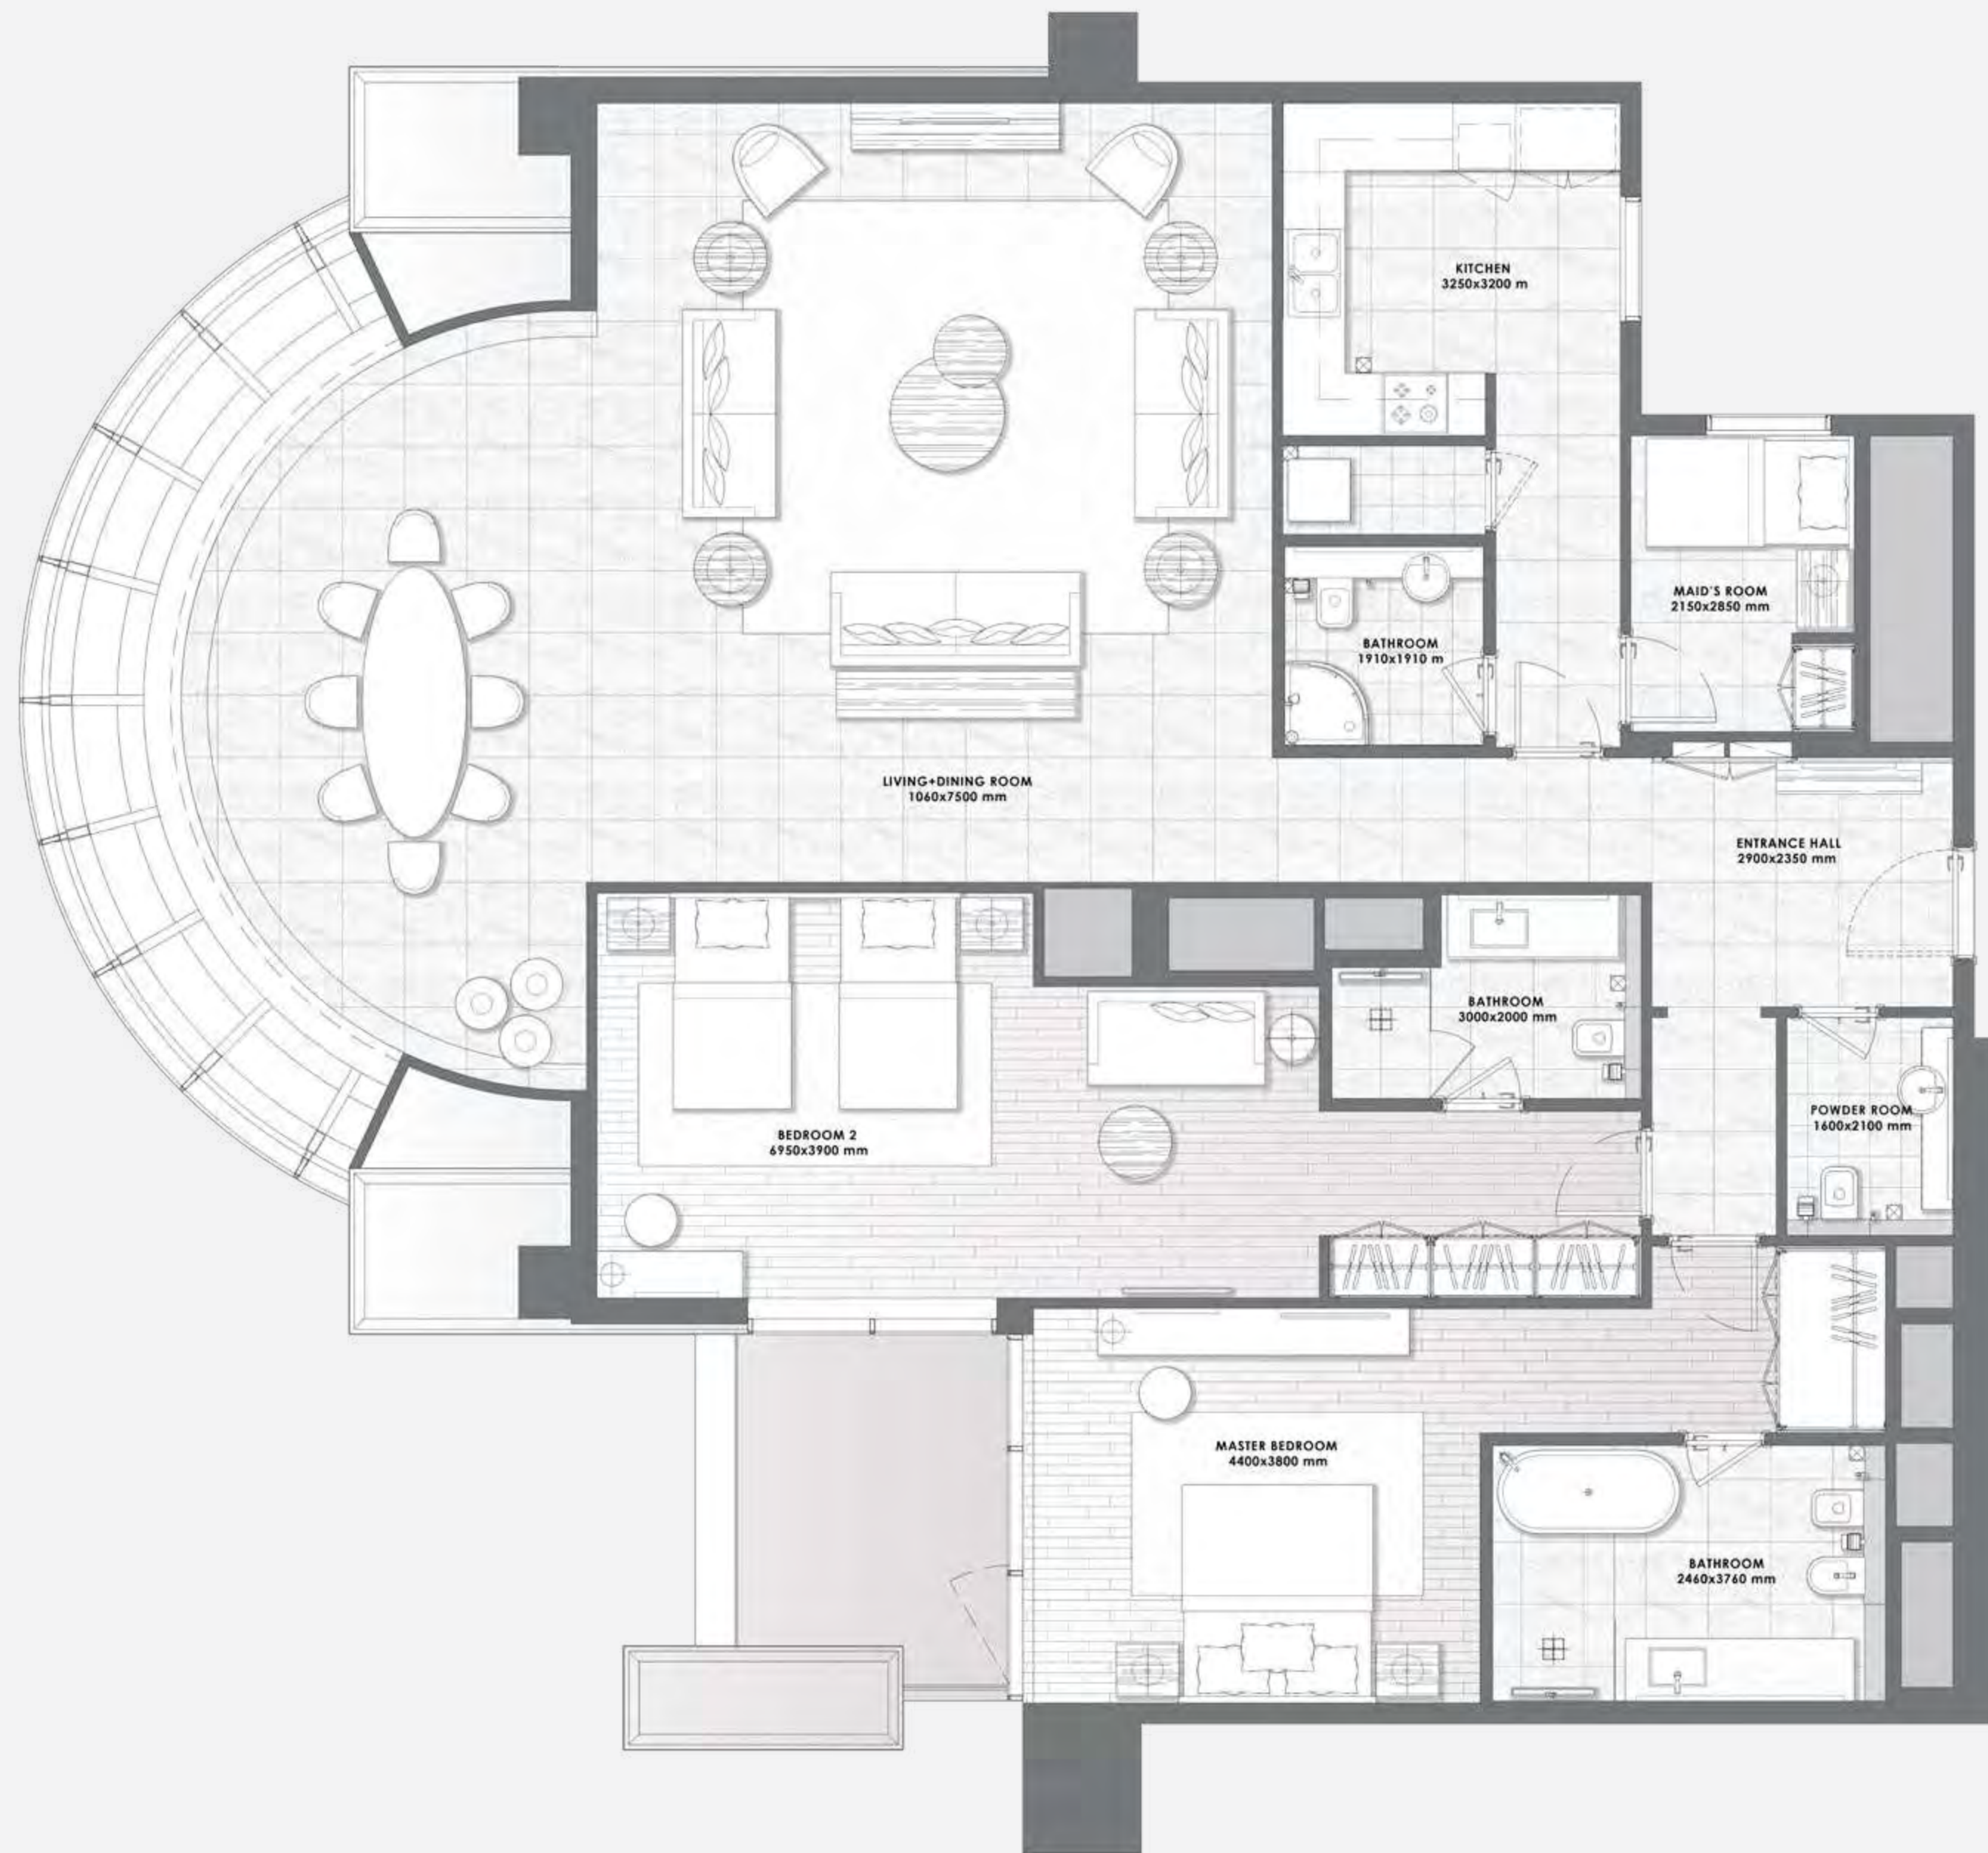 KITCHEN
3250x3200 m
MAID'S ROOM
2150x2850 mm
BATHROOM
1910x1910 m
LIVING+DINING ROOM
1060x7500 mm
ENTRANCE HALL
2900x2350 mm
BATHROOM
3000x2000 mm
POWDER ROOM
1600x2100 mm
BEDROOM 2
6950x3900 mm
MASTER BEDROOM
4400x3800 mm
BATHROOM
2460x3760 mm